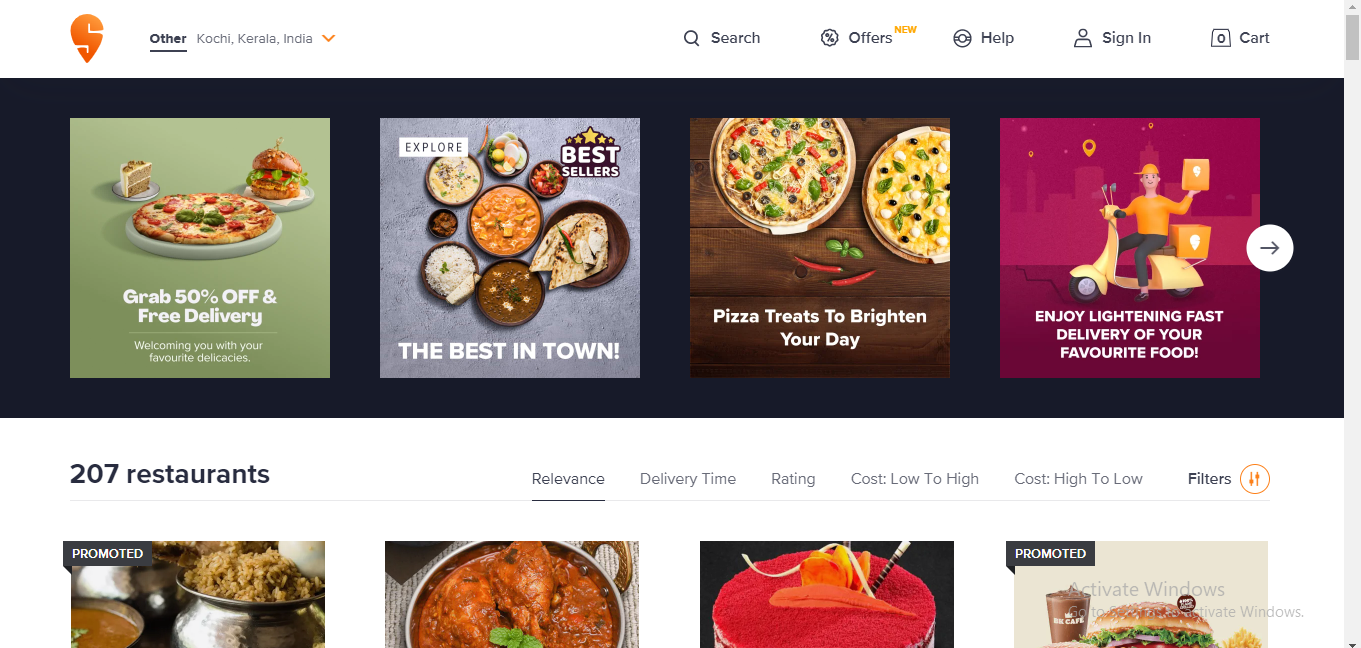 Other Kochi, Kerala, India
Search
Offers NEW
Help
Sign In
0 Cart
Grab 50% OFF &
Free Delivery
Welcoming you with your
favourite delicacies.
EXPLORE
BEST
SELLERS
THE BEST IN TOWN!
Pizza Treats To Brighten
Your Day
ENJOY LIGHTENING FAST
DELIVERY OF YOUR
FAVOURITE FOOD!
207 restaurants
Relevance
Delivery Time
Rating
Cost: Low To High
Cost: High To Low
Filters
PROMOTED
PROMOTED
BK CAFÉ
Activate Windows
Go to Settings to activate Windows.